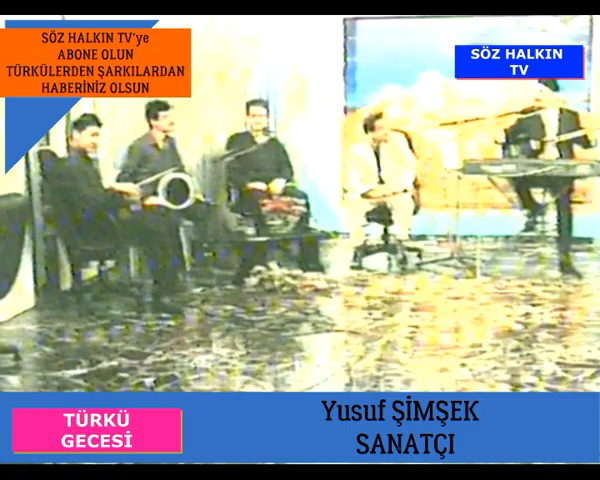 SÖZ HALKIN TV'ye
ABONE OLUN
TÜRKÜLERDEN ŞARKILARDAN
HABERİNİZ OLSUN
SÖZ HALKIN
TV
Yusuf ŞİMŞEK
SANATÇI
TÜRKÜ
GECESİ